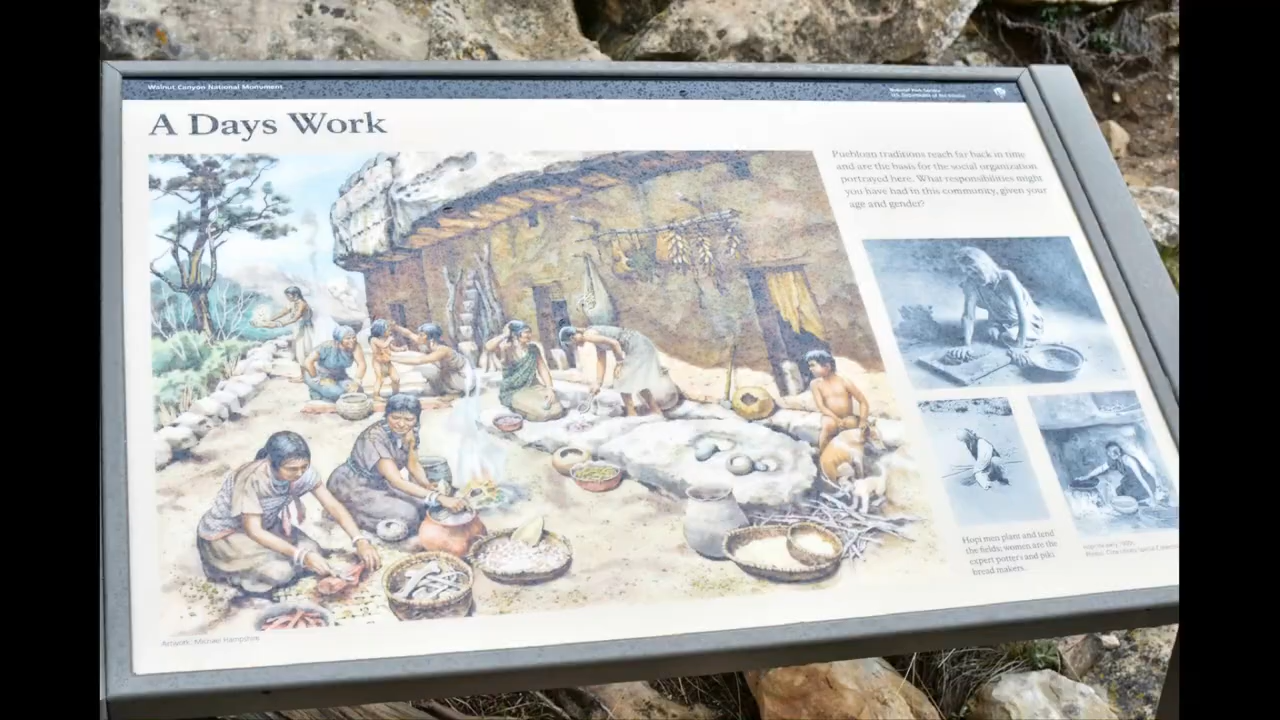 Walnut Canyon National Monument
National Park Service
U.S. Department of the Interior
A Days Work
Puebloan traditions reach far back in time
and are the basis for the social organization
portrayed here. What responsibilities might
you have had in this community, given your
age and gender?
Hopi men plant and tend
the fields; women are the
expert potters and piki
bread makers.
Artwork: Michael Hampshire